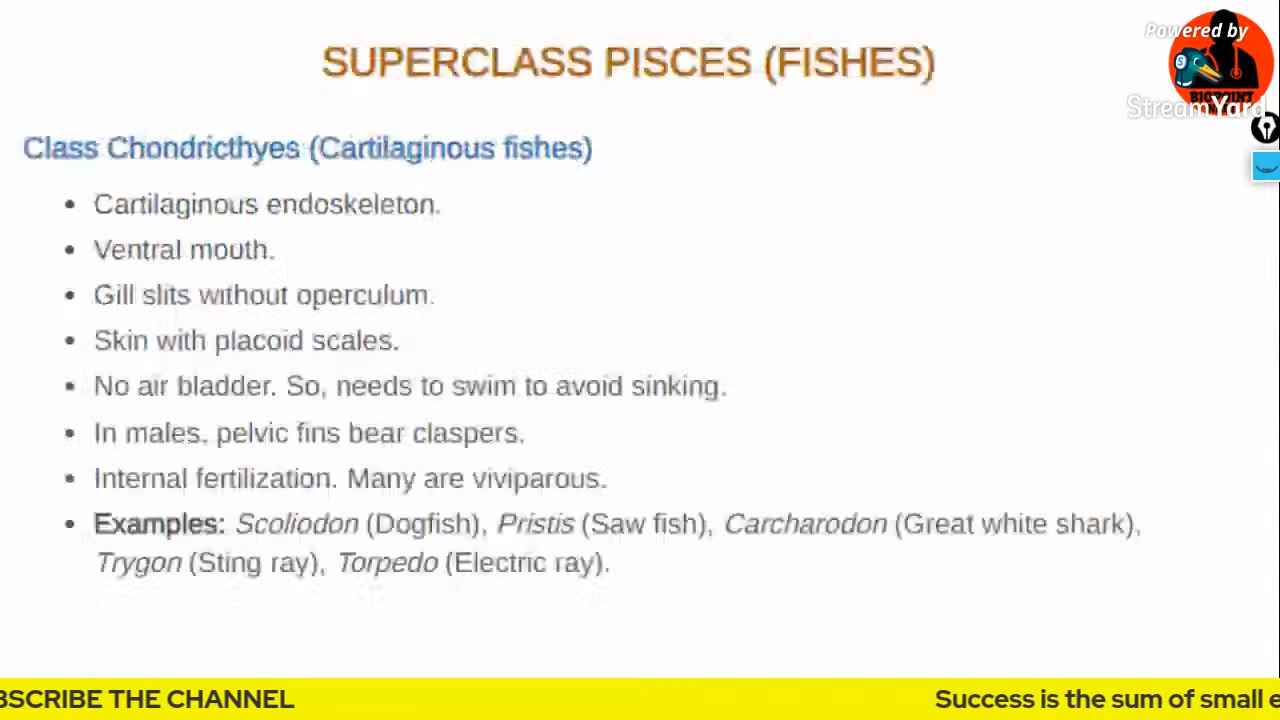 Powered by
SUPERCLASS PISCES (FISHES)
StreamYard
Class Chondricthyes (Cartilaginous fishes)
• Cartilaginous endoskeleton.
• Ventral mouth.
• Gill slits without operculum.
• Skin with placoid scales.
• No air bladder. So, needs to swim to avoid sinking.
• In males, pelvic fins bear claspers.
• Internal fertilization. Many are viviparous.
• Examples: Scoliodon (Dogfish), Pristis (Saw fish), Carcharodon (Great white shark),
Trygon (Sting ray), Torpedo (Electric ray).
BSCRIBE THE CHANNEL
Success is the sum of small e